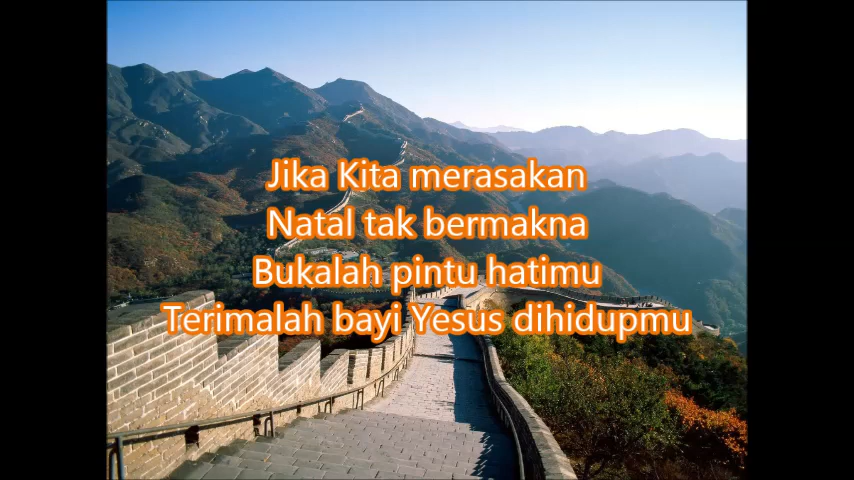 Jika Kita merasakan
Natal tak bermakna
Bukalah pintu hatimu
Terimalah bayi Yesus dihidupmu